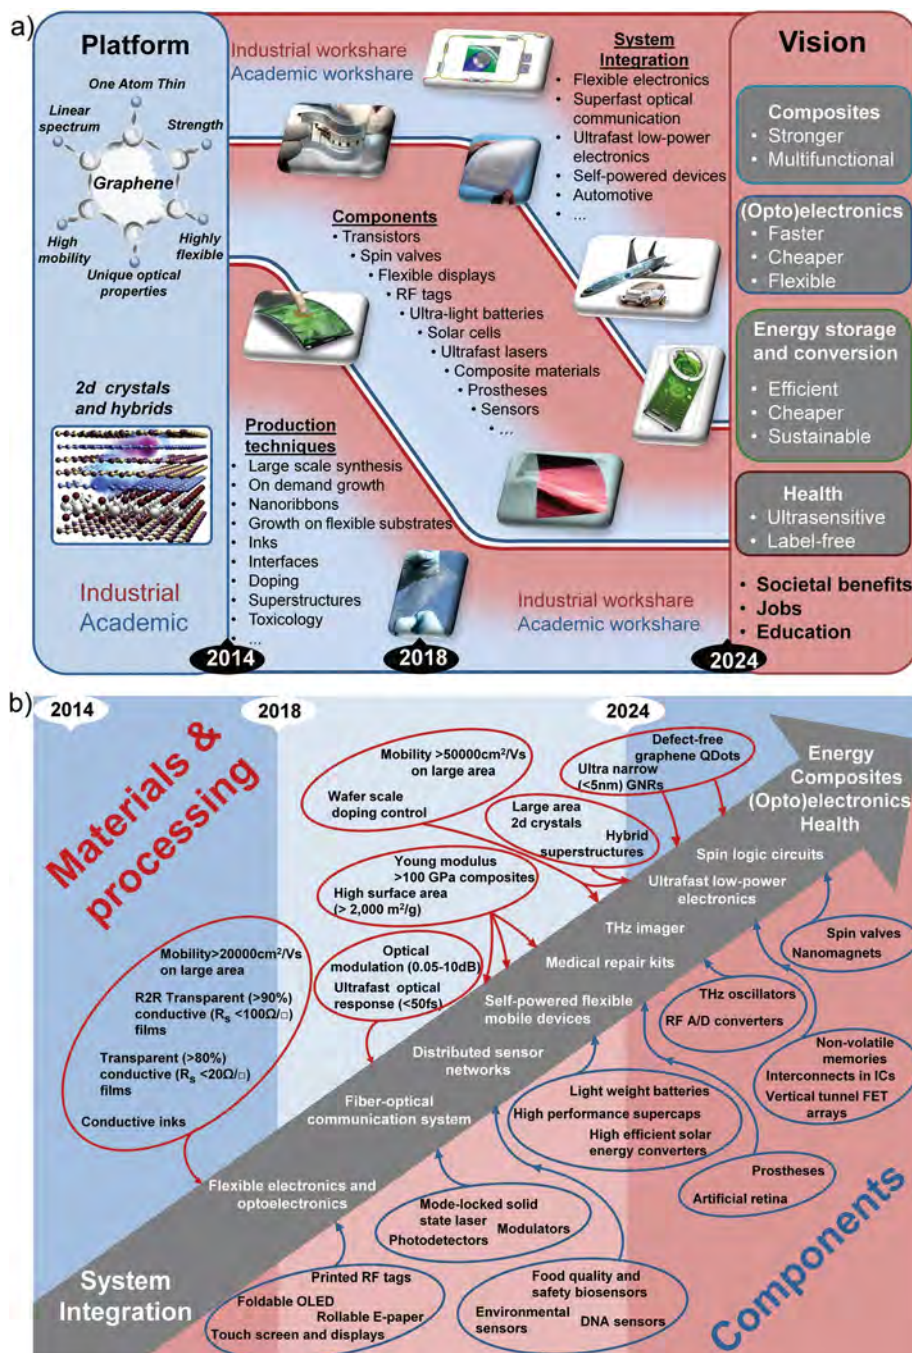 a)
Platform
One Atom Thin
Linear
spectrum
Strength
Graphene
High
mobility
Highly
flexible
Unique optical
properties
2d crystals
and hybrids
Industrial
Academic
Industrial workshare
Academic workshare
System
Integration
• Flexible electronics
• Superfast optical
communication
• Ultrafast low-power
electronics
• Self-powered devices
• Automotive
• ...
Components
• Transistors
• Spin valves
• Flexible displays
• RF tags
• Ultra-light batteries
• Solar cells
• Ultrafast lasers
• Composite materials
• Prostheses
• Sensors
• ...
Production
techniques
• Large scale synthesis
• On demand growth
• Nanoribbons
• Growth on flexible substrates
• Inks
• Interfaces
• Doping
• Superstructures
• Toxicology
• ...
Industrial workshare
Academic workshare
Vision
Composites
• Stronger
• Multifunctional
(Opto)electronics
• Faster
• Cheaper
• Flexible
Energy storage
and conversion
• Efficient
• Cheaper
• Sustainable
Health
• Ultrasensitive
• Label-free
• Societal benefits
• Jobs
• Education
2014
2018
2024
b)
2014
2018
2024
Materials &
processing
Mobility >50000cm²/Vs
on large area
Wafer scale
doping control
Defect-free
graphene QDots
Ultra narrow
(<5nm) GNRs
Large area
2d crystals
Hybrid
superstructures
Young modulus
>100 GPa composites
High surface area
(> 2,000 m²/g)
Optical
modulation (0.05-10dB)
Ultrafast optical
response (<50fs)
Mobility>20000cm²/Vs
on large area
R2R Transparent (>90%)
conductive (Rs <100Ω/□)
films
Transparent (>80%)
conductive (Rs <20Ω/□)
films
Conductive inks
Energy
Composites
(Opto)electronics
Health
Spin logic circuits
Ultrafast low-power
electronics
THz imager
Medical repair kits
Self-powered flexible
mobile devices
Distributed sensor
networks
Fiber-optical
communication system
Flexible electronics and
optoelectronics
System
Integration
Spin valves
Nanomagnets
THz oscillators
RF A/D converters
Non-volatile
memories
Interconnects in ICs
Vertical tunnel FET
arrays
Light weight batteries
High performance supercaps
High efficient solar
energy converters
Prostheses
Artificial retina
Mode-locked solid
state laser
Photodetectors
Modulators
Printed RF tags
Foldable OLED
Rollable E-paper
Touch screen and displays
Food quality and
safety biosensors
Environmental
sensors
DNA sensors
Components